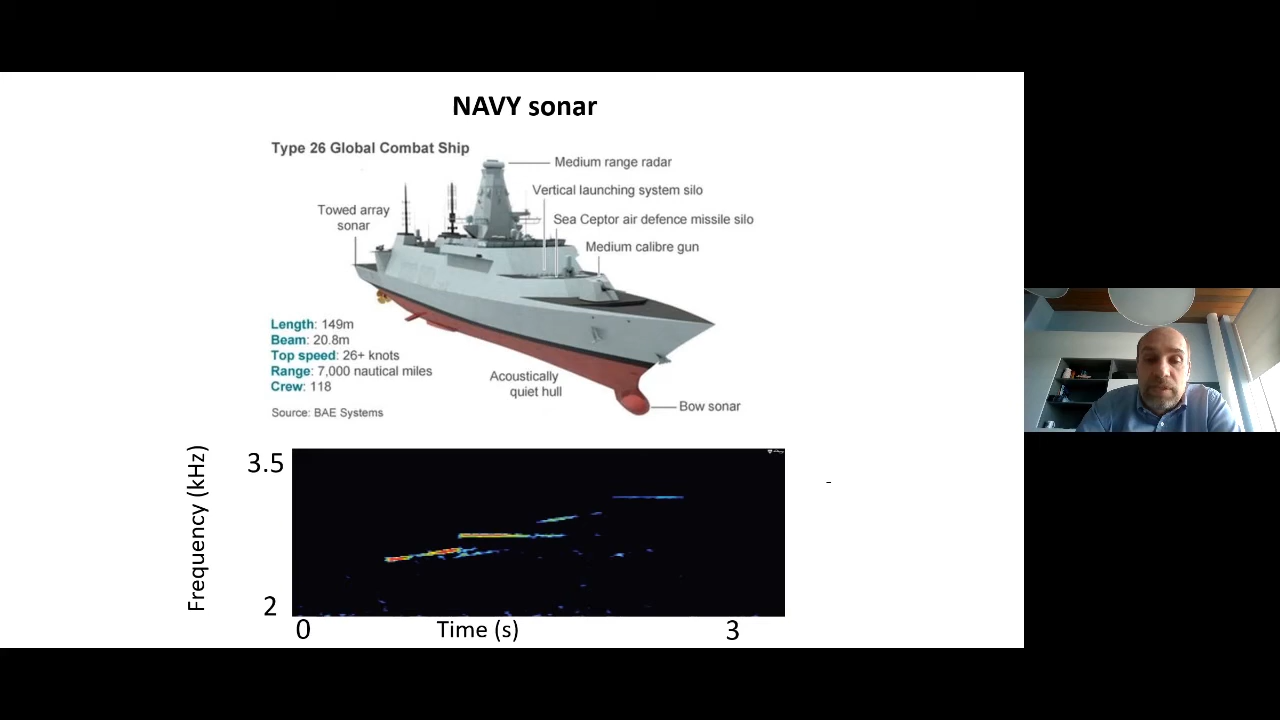 NAVY sonar
Type 26 Global Combat Ship
Medium range radar
Vertical launching system silo
Towed array
sonar
Sea Ceptor air defence missile silo
Medium calibre gun
Length: 149m
Beam: 20.8m
Top speed: 26+ knots
Range: 7,000 nautical miles
Crew: 118
Acoustically
quiet hull
Bow sonar
Source: BAE Systems
Frequency (kHz)
3.5
2
0
Time (s)
3
-